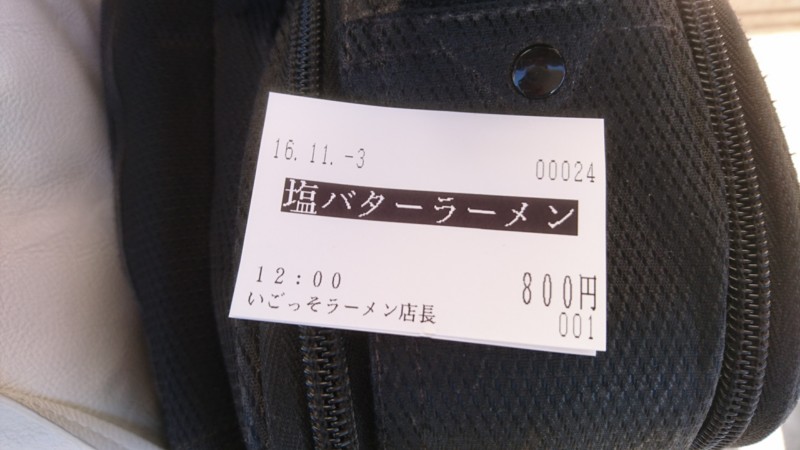 16.11.-3 00024
塩バターラーメン
12:00 800円
いごっそラーメン店長 001